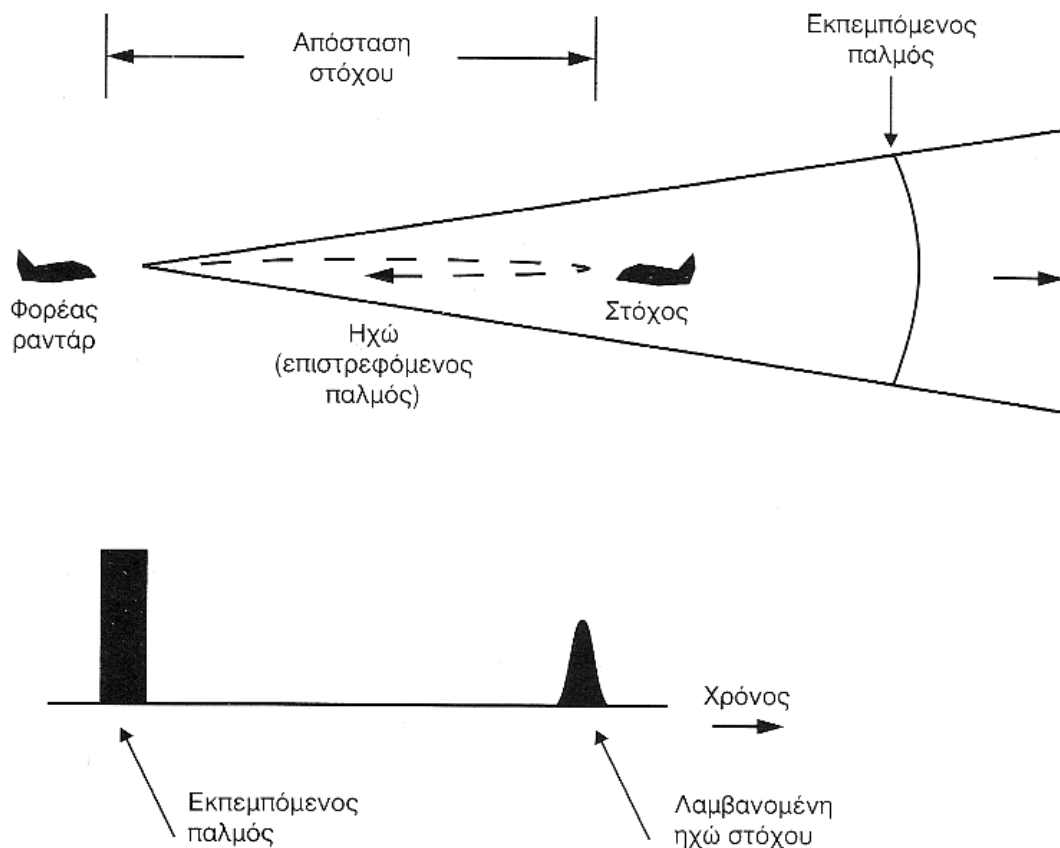 Απόσταση
στόχου
Εκπεμπόμενος
παλμός
Φορέας
ραντάρ
Ηχώ
(επιστρεφόμενος
παλμός)
Στόχος
Χρόνος
Εκπεμπόμενος
παλμός
Λαμβανομένη
ηχώ στόχου